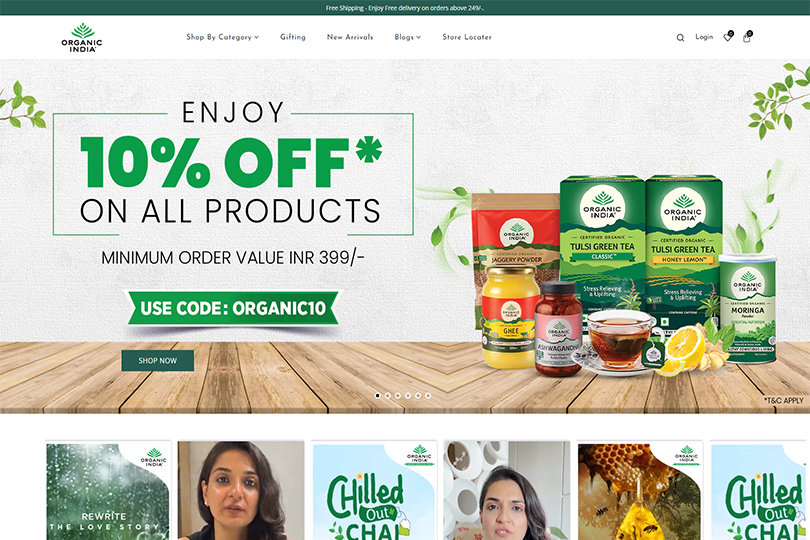 Free Shipping - Enjoy Free delivery on orders above 249/-.
ORGANIC
INDIA
Shop By Category
Gifting
New Arrivals
Blogs
Store Locater
Login
0
0
ENJOY
10% OFF*
ON ALL PRODUCTS
MINIMUM ORDER VALUE INR 399/-
USE CODE: ORGANIC10
SHOP NOW
ORGANIC
INDIA
CERTIFIED ORGANIC
JAGGERY POWDER
ORGANIC
INDIA
GHEE
ORGANIC
INDIA
ASHWAGANDHA
ORGANIC
INDIA
CERTIFIED ORGANIC
TULSI GREEN TEA
CLASSIC
Stress Relieving
& Uplifting
ORGANIC
INDIA
CERTIFIED ORGANIC
TULSI GREEN TEA
HONEY LEMON
Stress Relieving
& Uplifting
ORGANIC
INDIA
CERTIFIED ORGANIC
MORINGA
Powder
*T&C APPLY
ORGANIC
INDIA
REWRITE
THE LOVE STORY
ORGANIC
INDIA
Chilled
Out
CHAI
ORGANIC
INDIA
Chilled
Out
CHAI